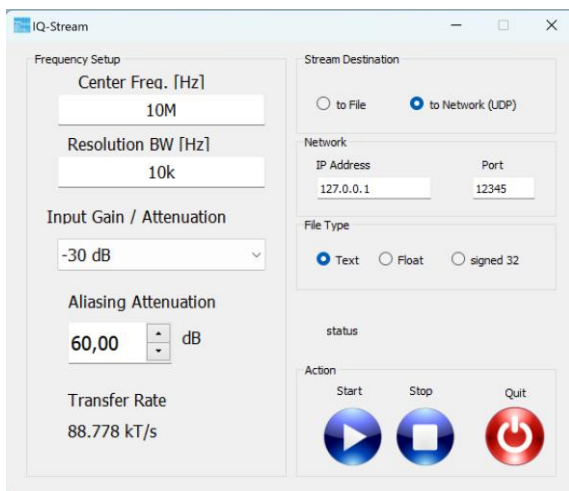 IQ-Stream
Frequency Setup
Center Freq. [Hz]
10M
Resolution BW [Hz]
10k
Input Gain / Attenuation
-30 dB
Aliasing Attenuation
60,00 dB
Transfer Rate
88.778 kT/s
Stream Destination
to File to Network (UDP)
Network
IP Address Port
127.0.0.1 12345
File Type
Text Float signed 32
status
Action
Start Stop Quit